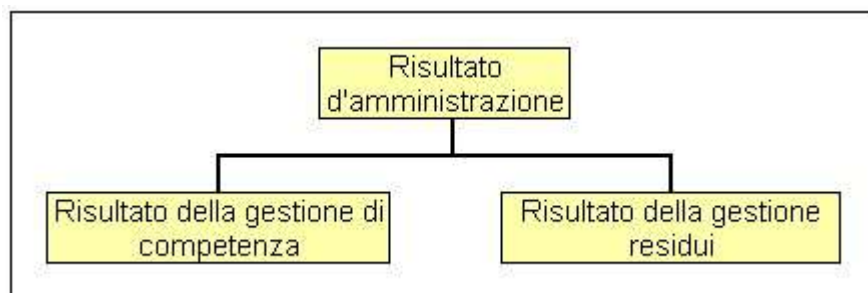 Risultato
d'amministrazione
Risultato della gestione di
competenza
Risultato della gestione
residui